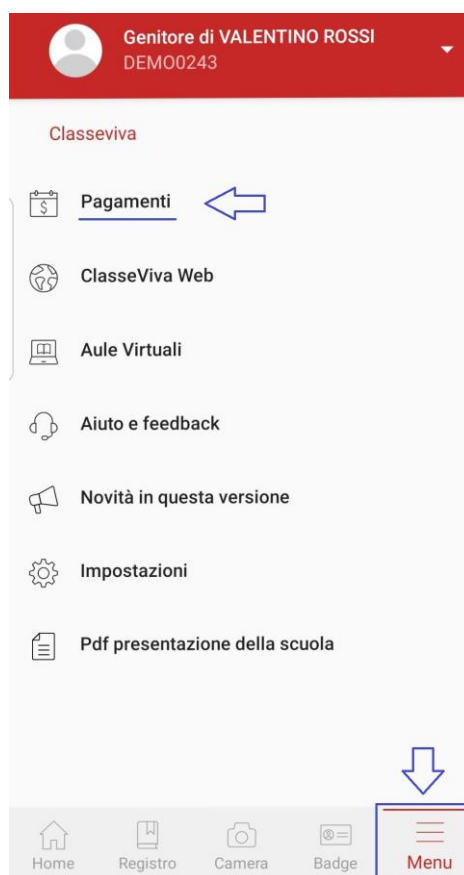 Genitore di VALENTINO ROSSI
DEMO0243
Classeviva
$ Pagamenti
ClasseViva Web
Aule Virtuali
Aiuto e feedback
Novità in questa versione
Impostazioni
Pdf presentazione della scuola
Home Registro Camera Badge Menu